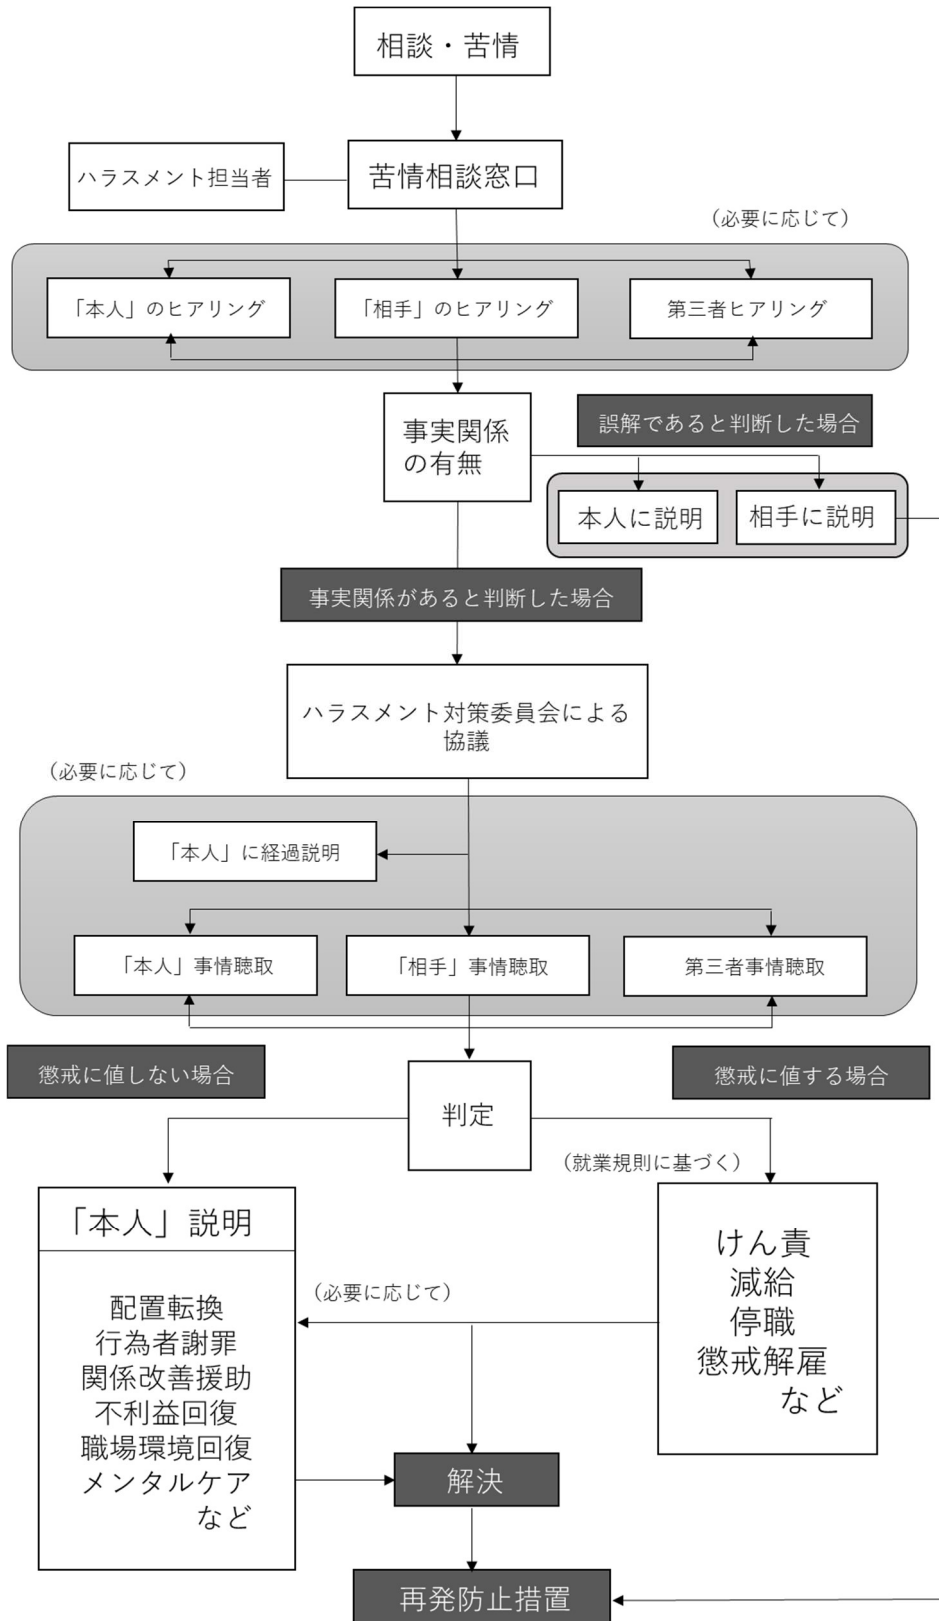 相談・苦情
ハラスメント担当者
苦情相談窓口
（必要に応じて）
「本人」のヒアリング
「相手」のヒアリング
第三者ヒアリング
事実関係
の有無
誤解であると判断した場合
本人に説明
相手に説明
事実関係があると判断した場合
ハラスメント対策委員会による
協議
（必要に応じて）
「本人」に経過説明
「本人」事情聴取
「相手」事情聴取
第三者事情聴取
懲戒に値しない場合
懲戒に値する場合
判定
（就業規則に基づく）
「本人」説明
配置転換
行為者謝罪
関係改善援助
不利益回復
職場環境回復
メンタルケア
など
（必要に応じて）
けん責
減給
停職
懲戒解雇
など
解決
再発防止措置